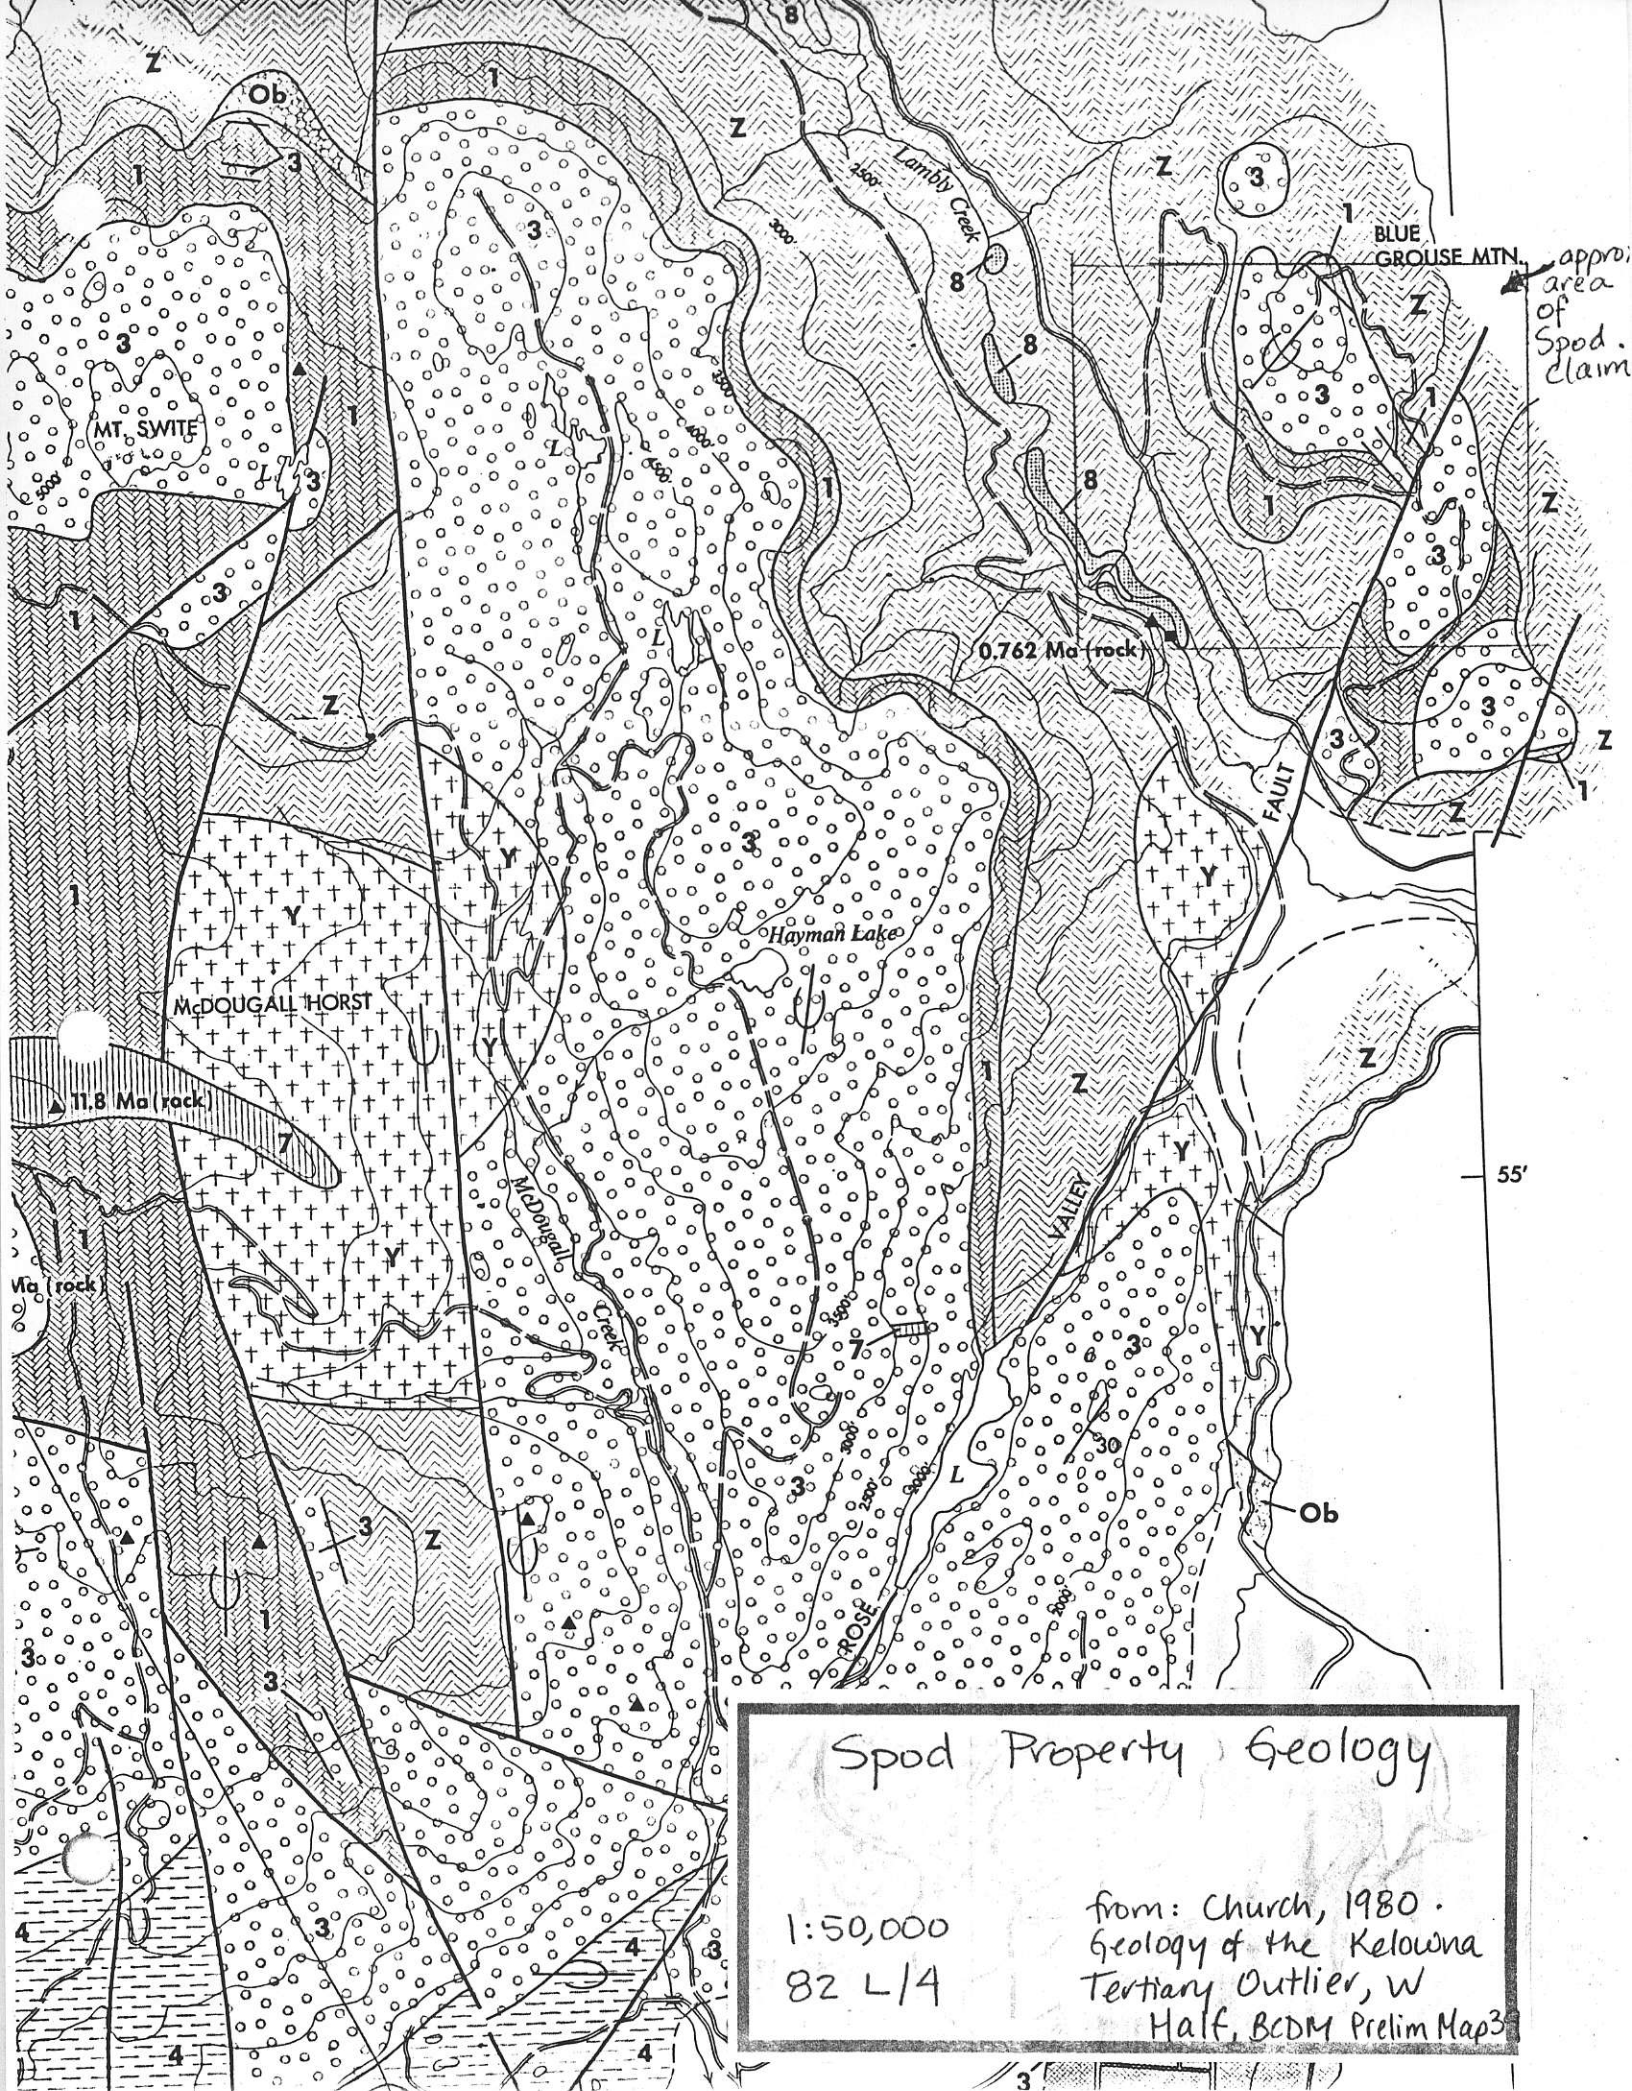 8
Z
1
Ob
Z
Z
3
1
3
Lambly
Creek
2500'
3
1
BLUE
GROUSE MTN.
approx
area
of
Spod.
claim
3000'
8
8
Z
3
3
1
MT. SWITE
1
3500'
4000'
4500'
L
L
5000'
3
1
8
1
Z
3
3
1
L
0.762 Ma (rock)
Z
3
3
Z
1
Z
FAULT
3
Y
Y
Y
1
Hayman Lake
McDOUGALL HORST
Y
Z
1
Z
11.8 Ma (rock)
7
Y
55'
McDougall
Creek
VALLEY
1
Y
Ma (rock)
3500'
7
3
Y
30
3000'
2500'
2000'
L
3
Ob
3
Z
1
3
3
2000'
ROSE
Spod Property Geology
1:50,000
82 L/4
from: Church, 1980.
Geology of the Kelowna
Tertiary Outlier, W
Half, BCDM Prelim Map 39
4
3
4
3
4
4
3